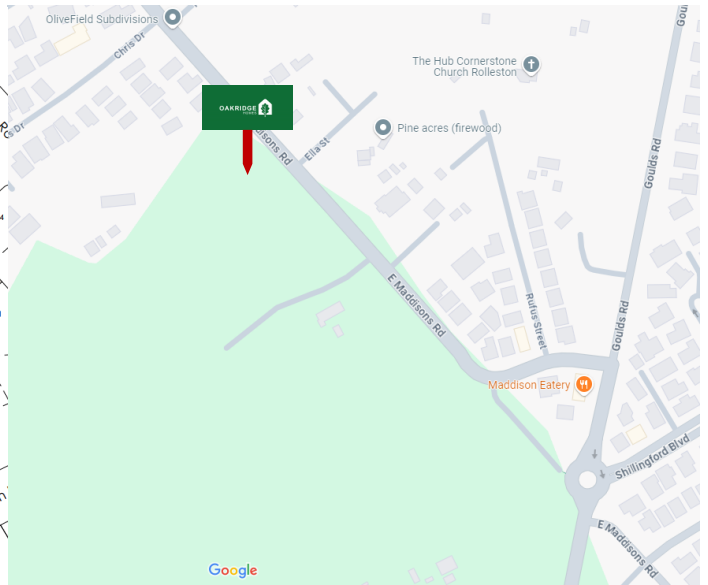 OliveField Subdivisions
Chris Dr
Goulds Rd
The Hub Cornerstone
Church Rolleston
OAKRIDGE
HOMES
Ella St
Pine acres (firewood)
E Maddisons Rd
Rufus Street
Goulds Rd
Maddison Eatery
Shillingford Blvd
E Maddisons Rd
Google